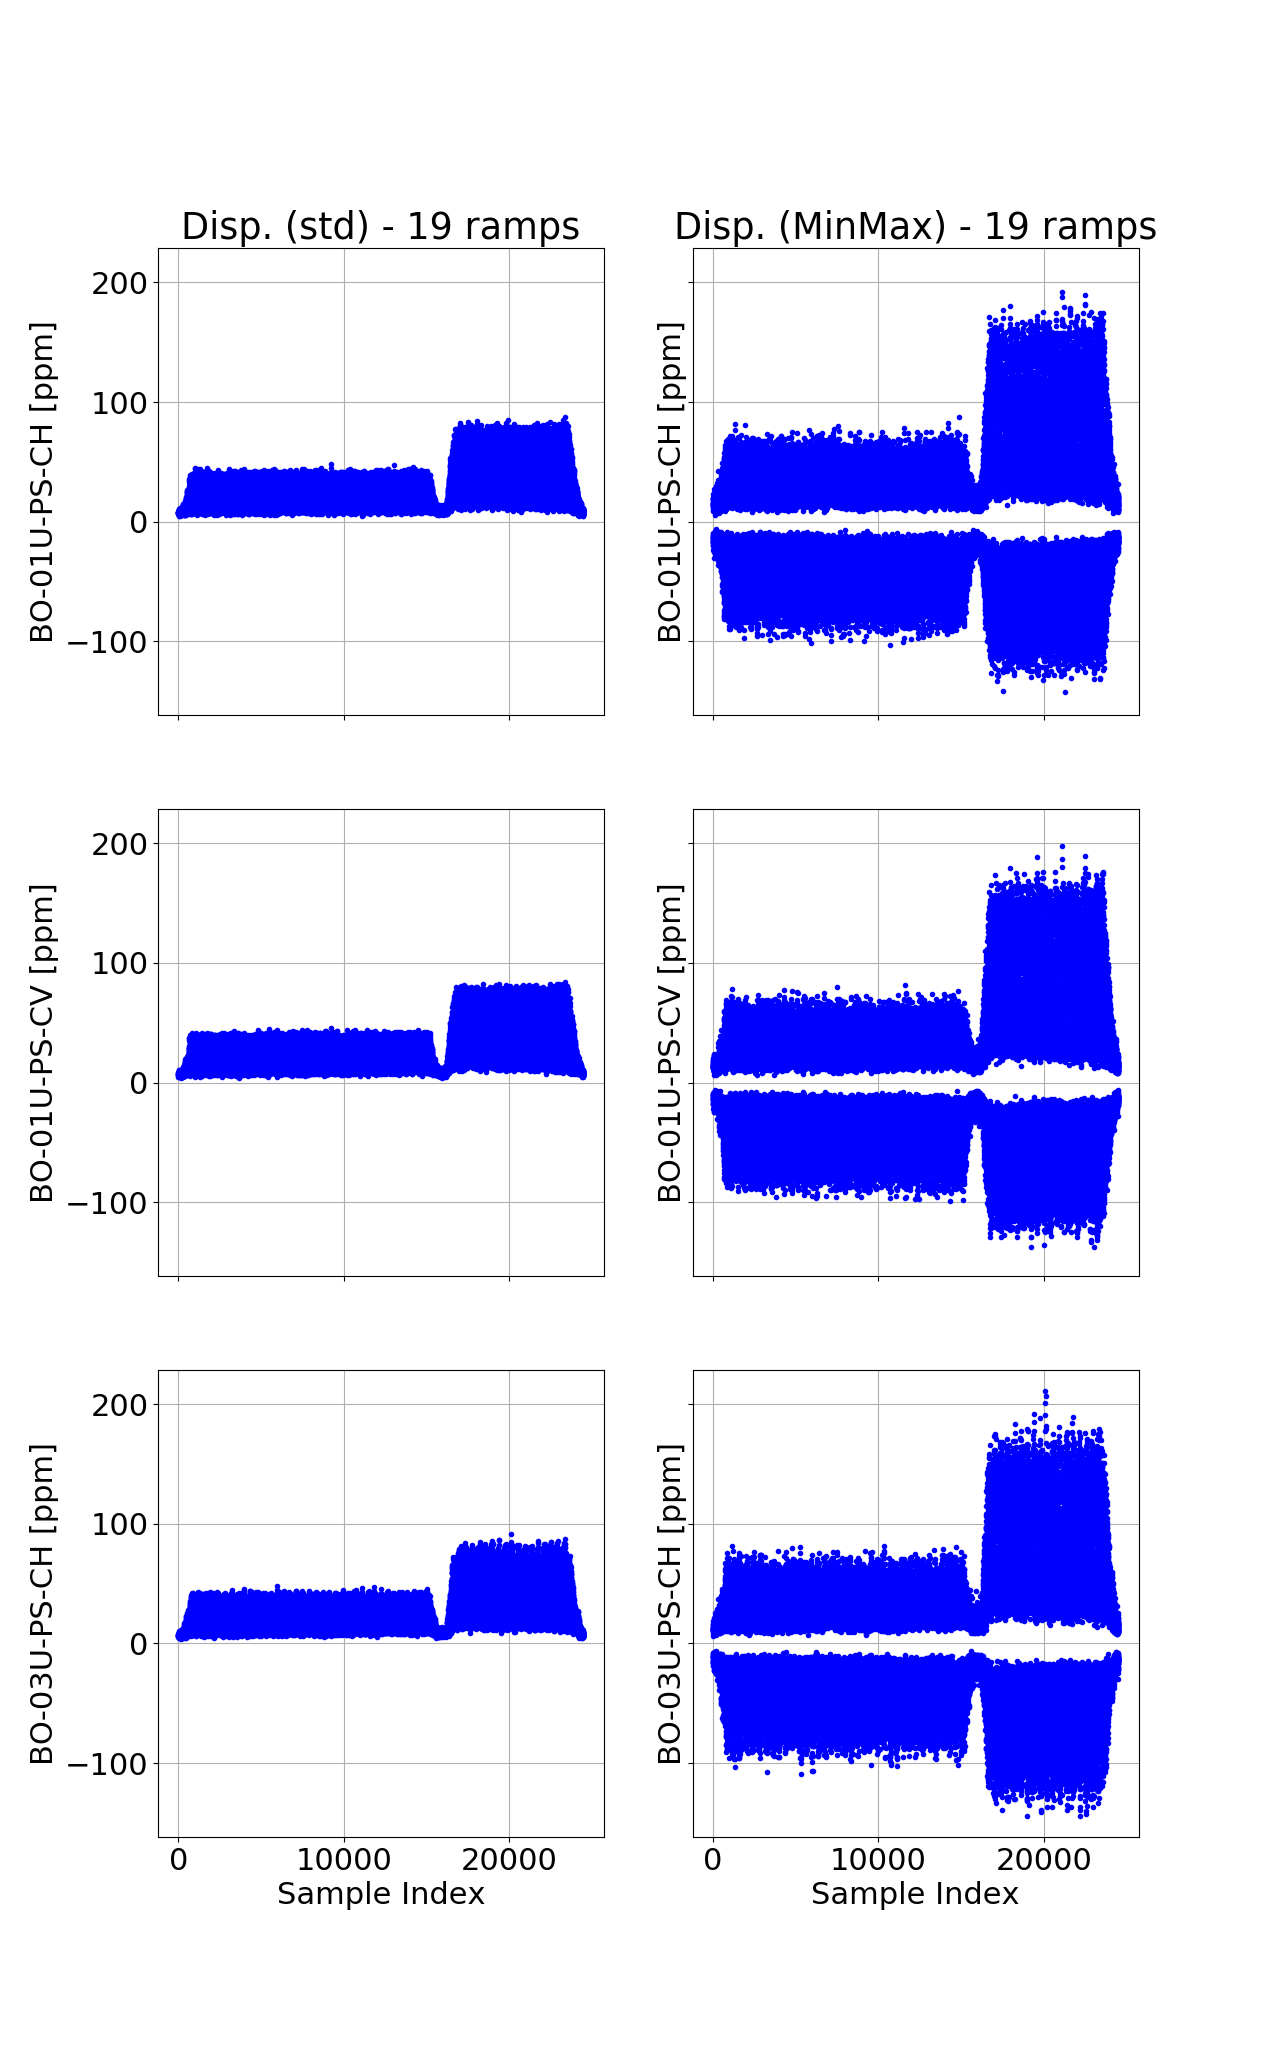 Disp. (std) - 19 ramps
Disp. (MinMax) - 19 ramps
BO-01U-PS-CH [ppm]
200
100
0
−100
BO-01U-PS-CH [ppm]
BO-01U-PS-CV [ppm]
200
100
0
−100
BO-01U-PS-CV [ppm]
BO-03U-PS-CH [ppm]
200
100
0
−100
BO-03U-PS-CH [ppm]
0 10000 20000
0 10000 20000
Sample Index
Sample Index